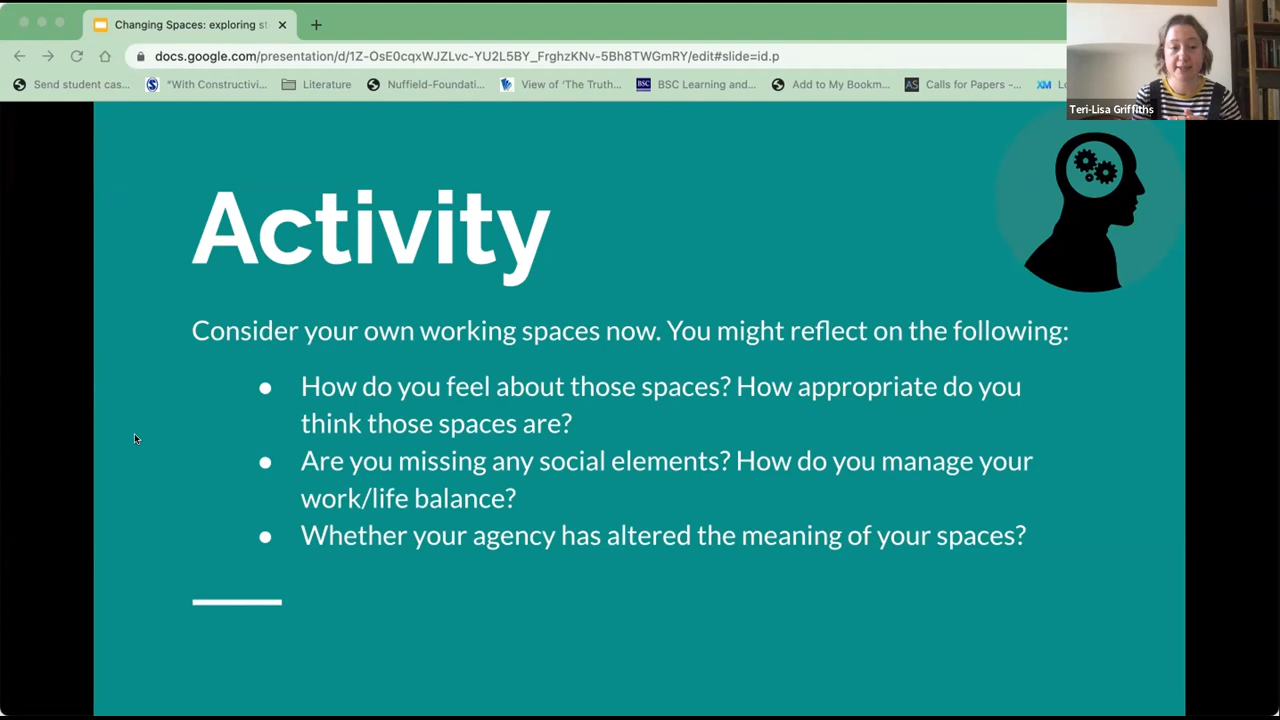 Changing Spaces: exploring st
docs.google.com/presentation/d/1Z-OsE0cqxWJZLvc-YU2L5BY_FrghzKNv-5Bh8TWGmRY/edit#slide=id.p
Send student cas... "With Constructivi... Literature Nuffield-Foundati... View of 'The Truth... BSC BSC Learning and... Add to My Bookm... AS Calls for Papers -... XM
Teri-Lisa Griffiths
Activity
Consider your own working spaces now. You might reflect on the following:
● How do you feel about those spaces? How appropriate do you
think those spaces are?
● Are you missing any social elements? How do you manage your
work/life balance?
● Whether your agency has altered the meaning of your spaces?